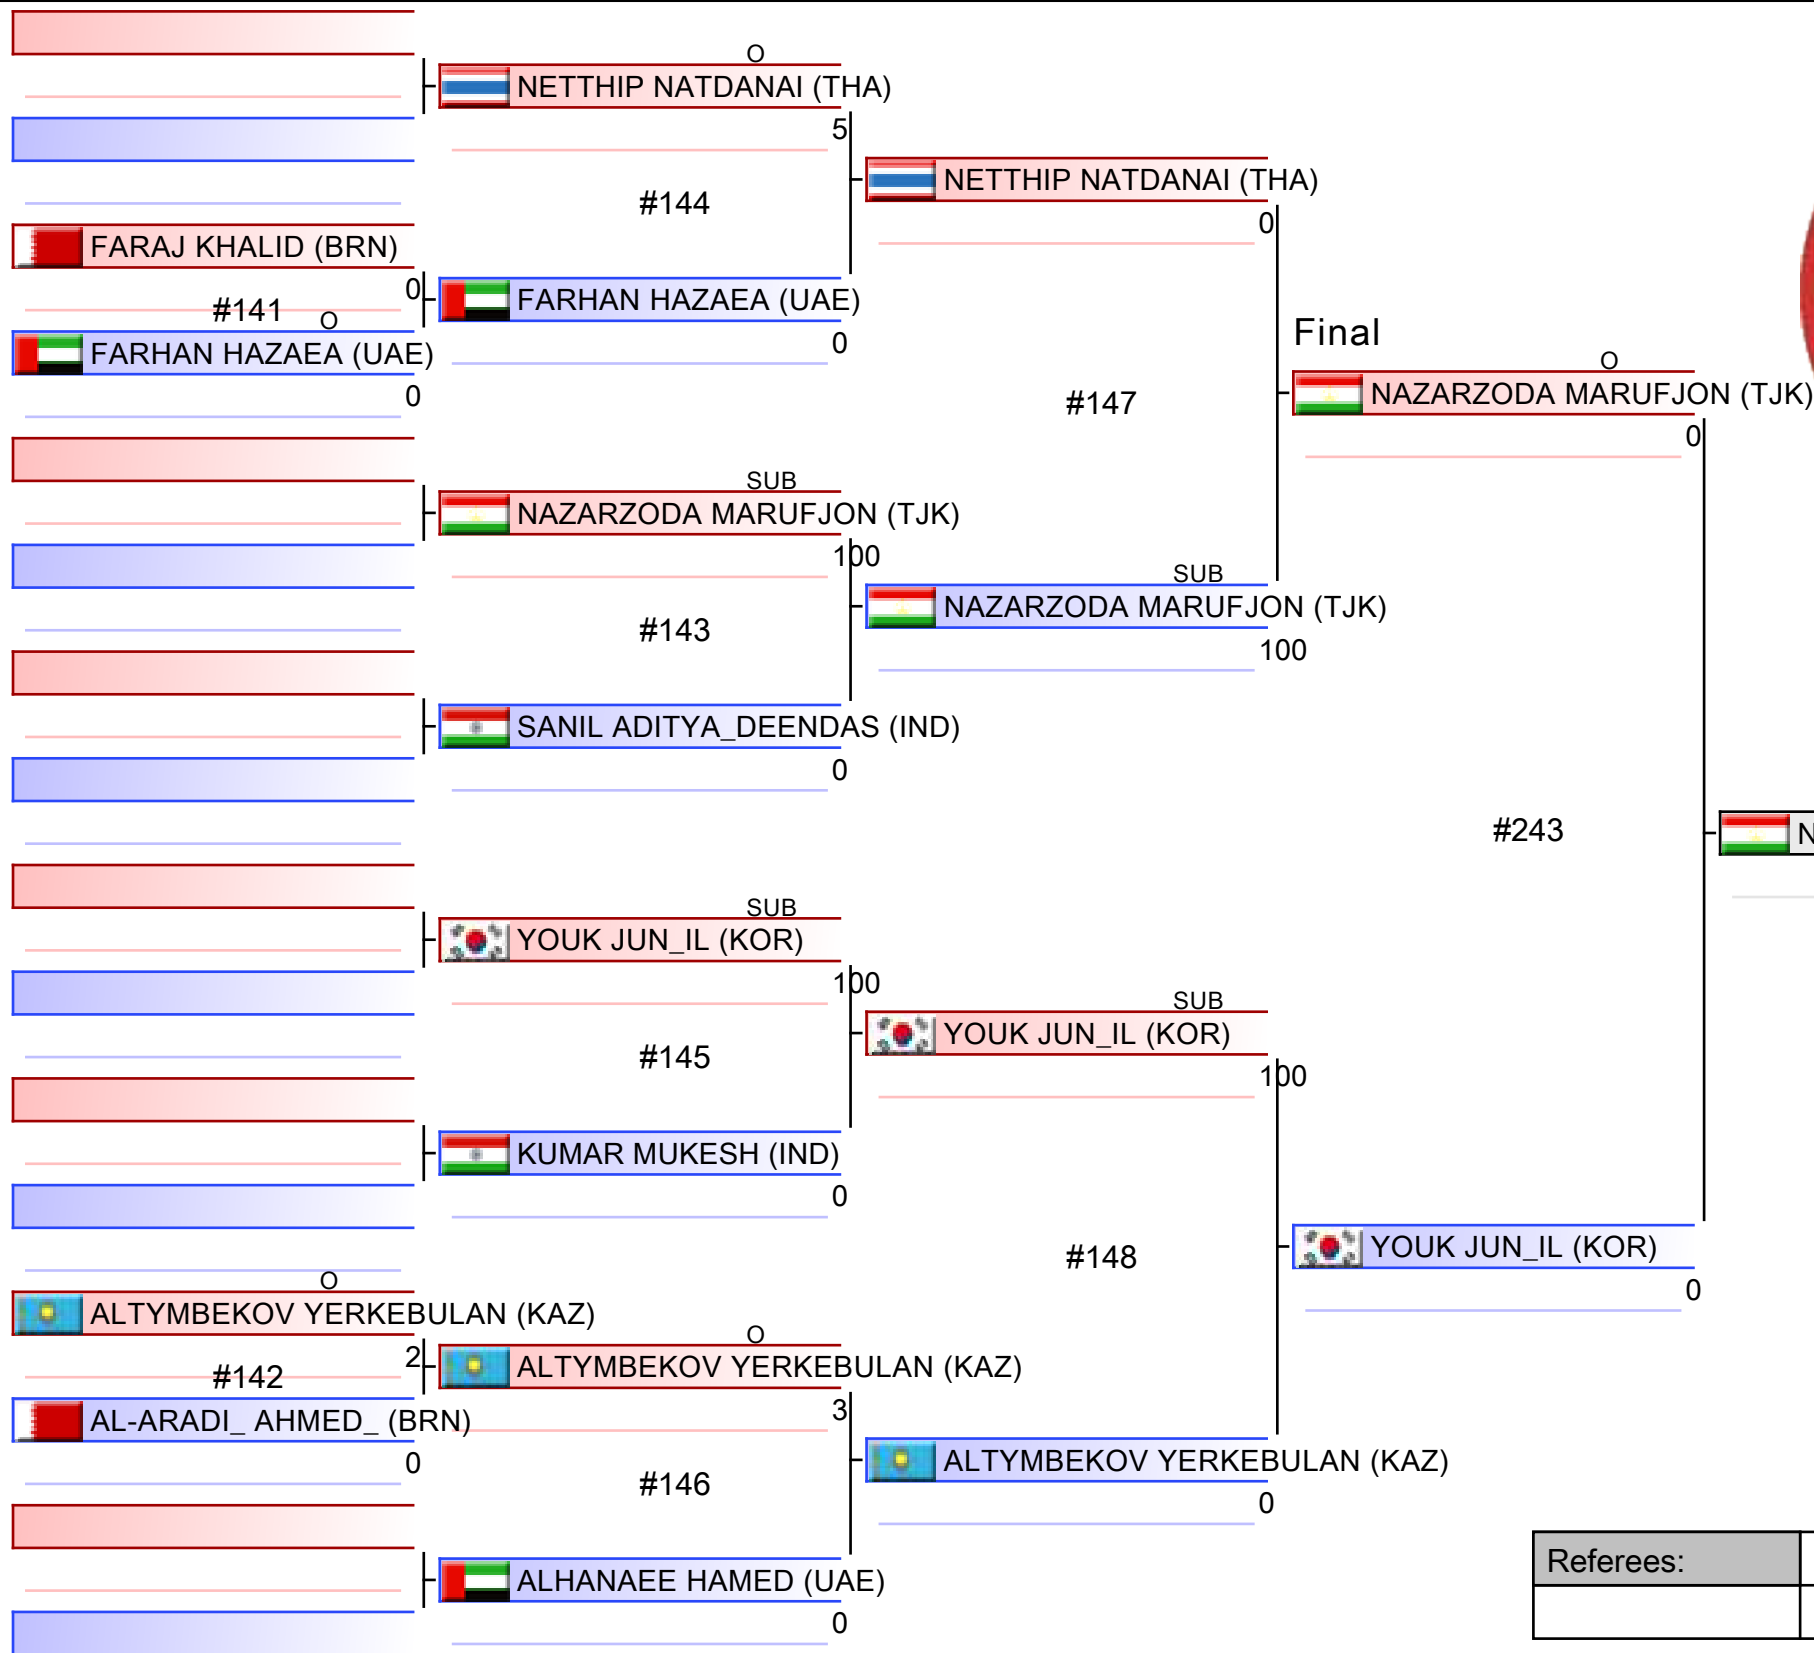 O
NETTHIP NATDANAI (THA)
5
#144
NETTHIP NATDANAI (THA)
0
FARAJ KHALID (BRN)
0
#141
O
FARHAN HAZAEA (UAE)
0
FARHAN HAZAEA (UAE)
0
Final
O
NAZARZODA MARUFJON (TJK)
0
#147
SUB
NAZARZODA MARUFJON (TJK)
100
SUB
NAZARZODA MARUFJON (TJK)
100
#143
SANIL ADITYA_DEENDAS (IND)
0
#243
N
SUB
YOUK JUN_IL (KOR)
100
SUB
YOUK JUN_IL (KOR)
100
#145
KUMAR MUKESH (IND)
0
#148
YOUK JUN_IL (KOR)
0
O
ALTYMBEKOV YERKEBULAN (KAZ)
2
#142
O
ALTYMBEKOV YERKEBULAN (KAZ)
3
AL-ARADI_ AHMED_ (BRN)
0
ALTYMBEKOV YERKEBULAN (KAZ)
0
#146
ALHANAEE HAMED (UAE)
0
Referees: